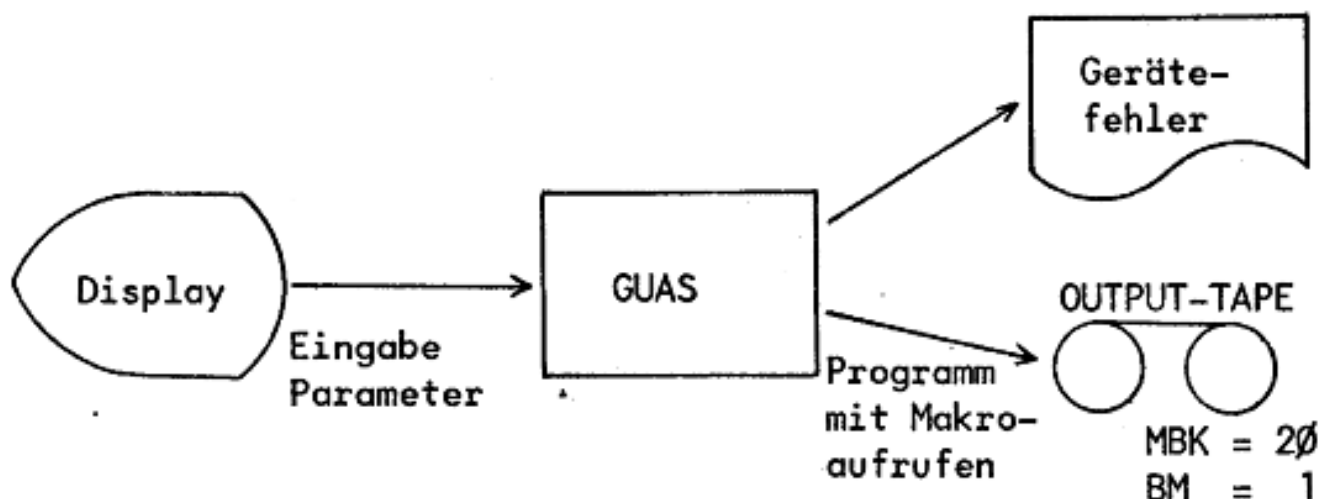 Display
Eingabe
Parameter
GUAS
Geräte-
fehler
Programm
mit Makro-
aufrufen
OUTPUT-TAPE
MBK = 2Ø
BM = 1